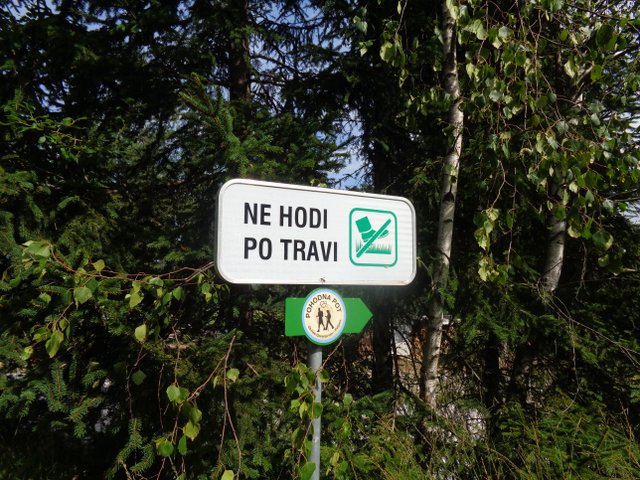 NE HODI
PO TRAVI
POHODNA POT